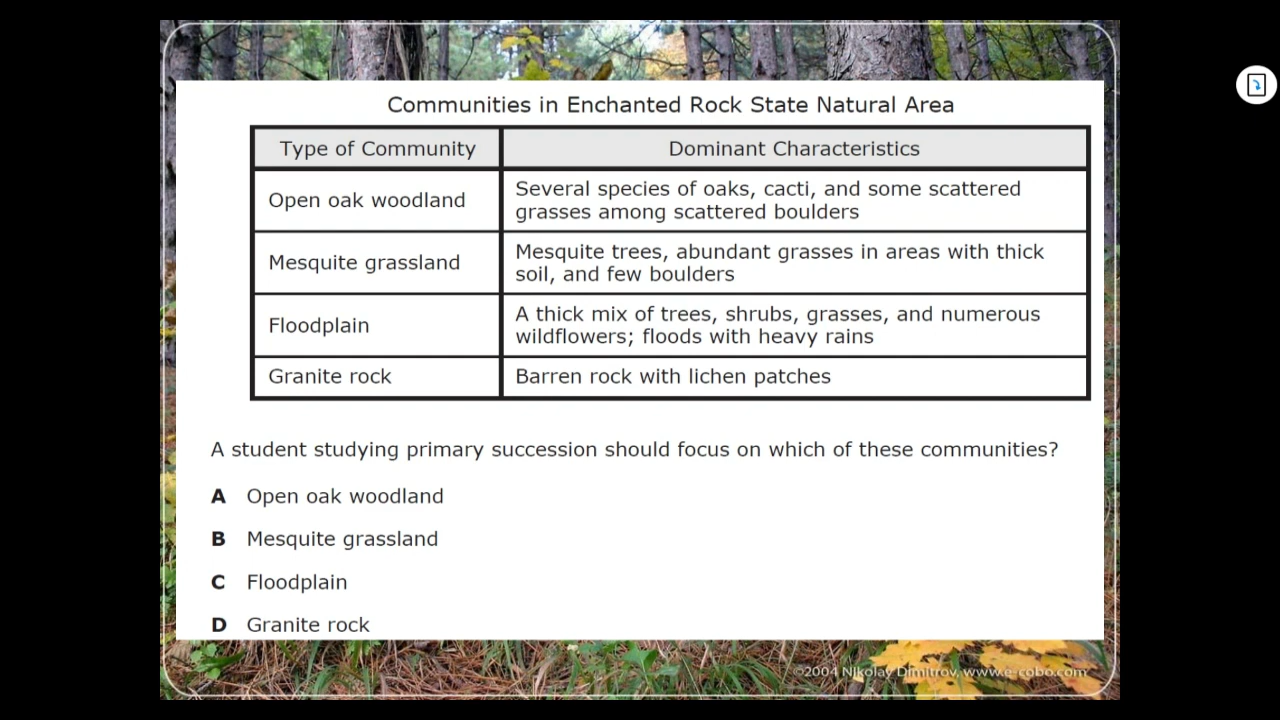 Communities in Enchanted Rock State Natural Area
Type of Community
Dominant Characteristics
Open oak woodland
Several species of oaks, cacti, and some scattered
grasses among scattered boulders
Mesquite grassland
Mesquite trees, abundant grasses in areas with thick
soil, and few boulders
Floodplain
A thick mix of trees, shrubs, grasses, and numerous
wildflowers; floods with heavy rains
Granite rock
Barren rock with lichen patches
A student studying primary succession should focus on which of these communities?
A Open oak woodland
B Mesquite grassland
C Floodplain
D Granite rock
©2004 Nikolay Dimitrov, www.e-cobo.com